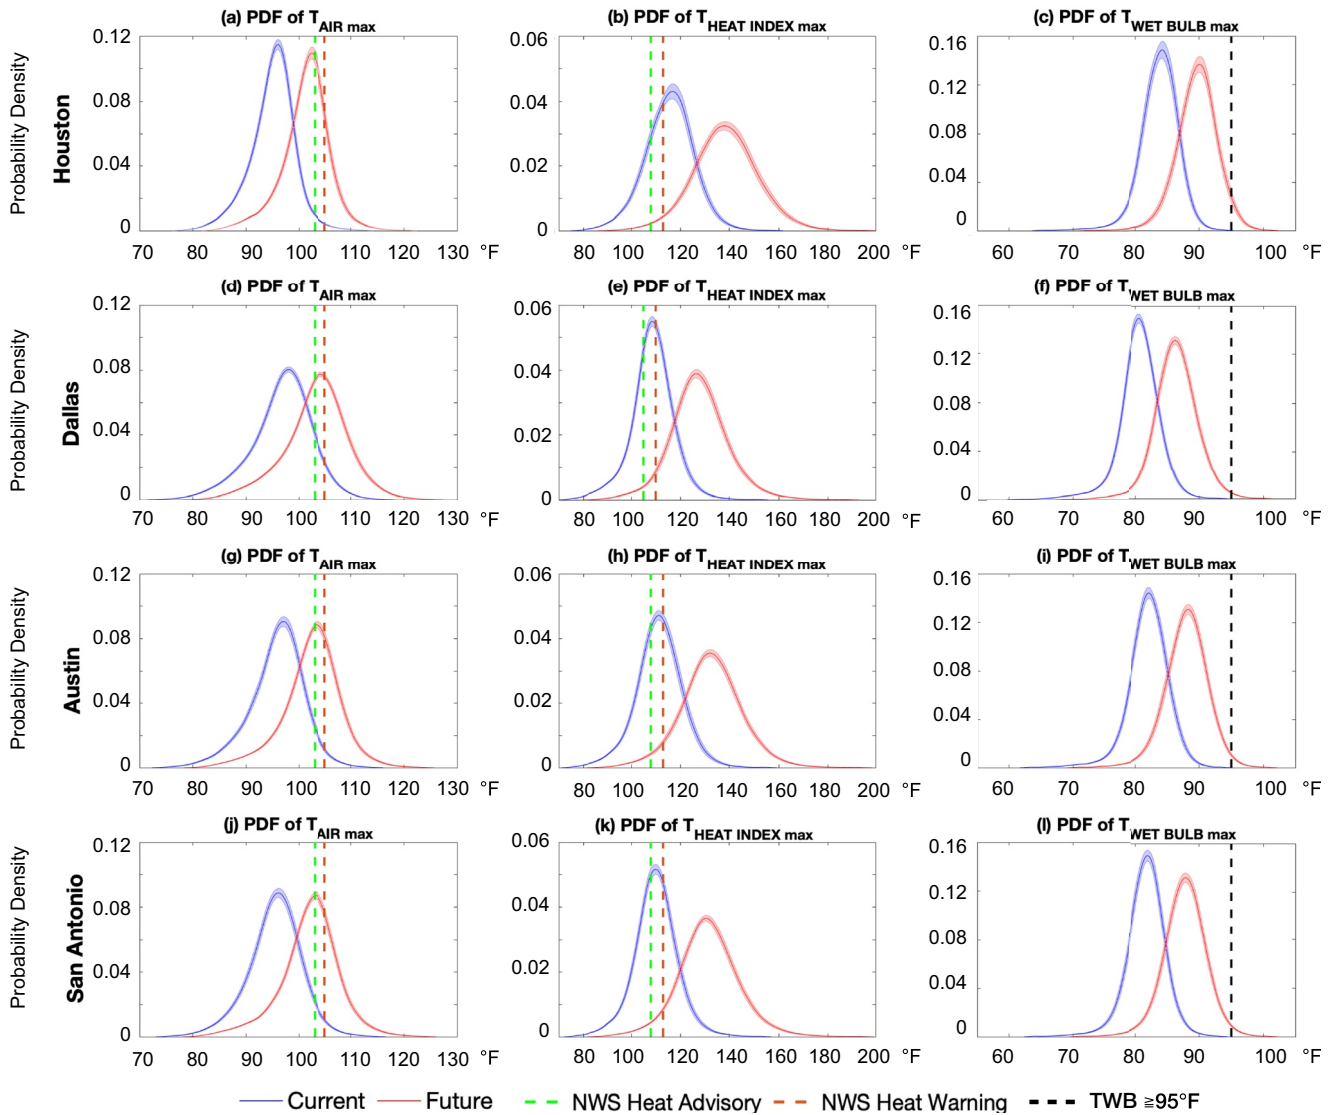 (a) PDF of T AIR max
(b) PDF of T HEAT INDEX max
(c) PDF of T WET BULB max
Probability Density
Houston
0.12
0.08
0.04
0
70 80 90 100 110 120 130 °F
0.06
0.04
0.02
0
80 100 120 140 160 180 200 °F
0.16
0.12
0.08
0.04
0
60 70 80 90 100 °F
(d) PDF of T AIR max
(e) PDF of T HEAT INDEX max
(f) PDF of T WET BULB max
Probability Density
Dallas
0.12
0.08
0.04
0
70 80 90 100 110 120 130 °F
0.06
0.04
0.02
0
80 100 120 140 160 180 200 °F
0.16
0.12
0.08
0.04
0
60 70 80 90 100 °F
(g) PDF of T AIR max
(h) PDF of T HEAT INDEX max
(i) PDF of T WET BULB max
Probability Density
Austin
0.12
0.08
0.04
0
70 80 90 100 110 120 130 °F
0.06
0.04
0.02
0
80 100 120 140 160 180 200 °F
0.16
0.12
0.08
0.04
0
60 70 80 90 100 °F
(j) PDF of T AIR max
(k) PDF of T HEAT INDEX max
(l) PDF of T WET BULB max
Probability Density
San Antonio
0.12
0.08
0.04
0
70 80 90 100 110 120 130 °F
0.06
0.04
0.02
0
80 100 120 140 160 180 200 °F
0.16
0.12
0.08
0.04
0
60 70 80 90 100 °F
Current Future NWS Heat Advisory NWS Heat Warning TWB ≧95°F